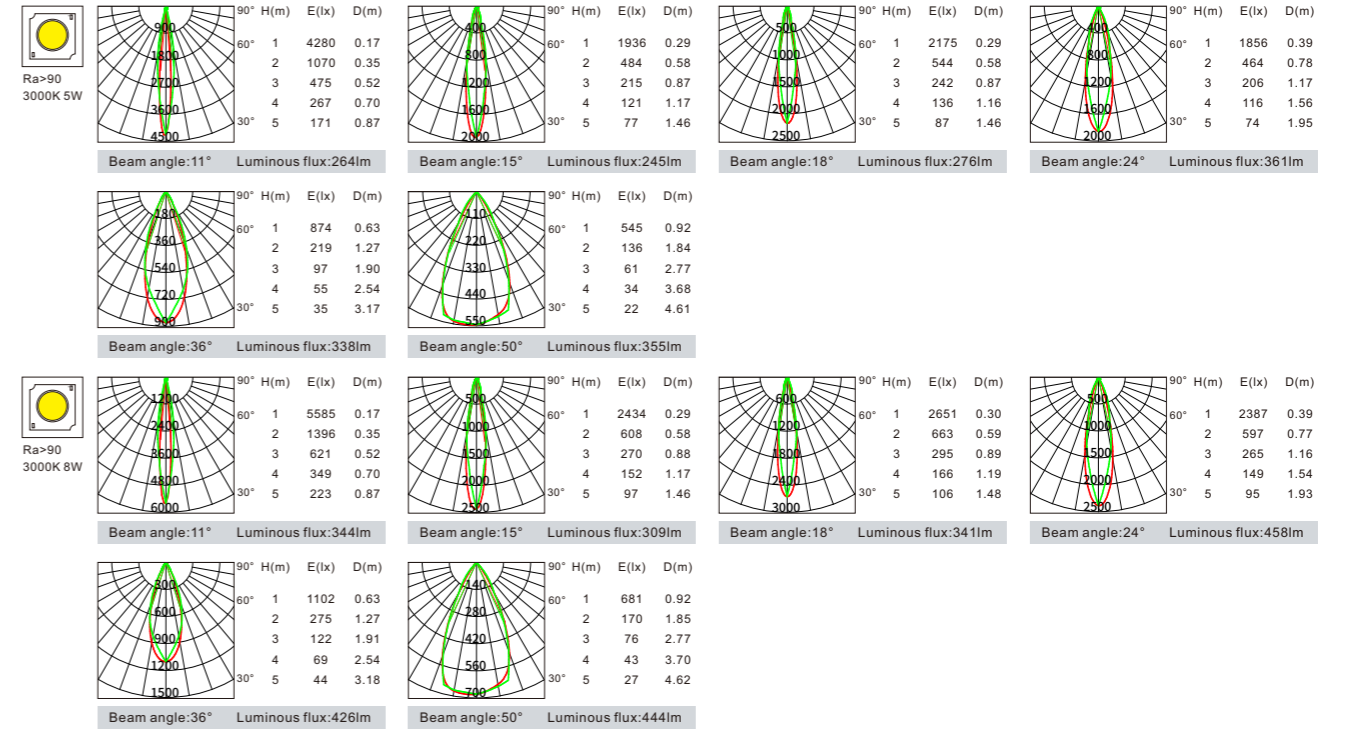 Ra>90
3000K 5W
900
1800
2700
3600
4500
90° H(m) E(lx) D(m)
60° 1 4280 0.17
2 1070 0.35
3 475 0.52
4 267 0.70
30° 5 171 0.87
Beam angle:11° Luminous flux:264lm
400
800
1200
1600
2000
90° H(m) E(lx) D(m)
60° 1 1936 0.29
2 484 0.58
3 215 0.87
4 121 1.17
30° 5 77 1.46
Beam angle:15° Luminous flux:245lm
500
1000
1500
2000
2500
90° H(m) E(lx) D(m)
60° 1 2175 0.29
2 544 0.58
3 242 0.87
4 136 1.16
30° 5 87 1.46
Beam angle:18° Luminous flux:276lm
400
800
1200
1600
2000
90° H(m) E(lx) D(m)
60° 1 1856 0.39
2 464 0.78
3 206 1.17
4 116 1.56
30° 5 74 1.95
Beam angle:24° Luminous flux:361lm
180
360
540
720
900
90° H(m) E(lx) D(m)
60° 1 874 0.63
2 219 1.27
3 97 1.90
4 55 2.54
30° 5 35 3.17
Beam angle:36° Luminous flux:338lm
110
220
330
440
550
90° H(m) E(lx) D(m)
60° 1 545 0.92
2 136 1.84
3 61 2.77
4 34 3.68
30° 5 22 4.61
Beam angle:50° Luminous flux:355lm
Ra>90
3000K 8W
1200
2400
3600
4800
6000
90° H(m) E(lx) D(m)
60° 1 5585 0.17
2 1396 0.35
3 621 0.52
4 349 0.70
30° 5 223 0.87
Beam angle:11° Luminous flux:344lm
500
1000
1500
2000
2500
90° H(m) E(lx) D(m)
60° 1 2434 0.29
2 608 0.58
3 270 0.88
4 152 1.17
30° 5 97 1.46
Beam angle:15° Luminous flux:309lm
600
1200
1800
2400
3000
90° H(m) E(lx) D(m)
60° 1 2651 0.30
2 663 0.59
3 295 0.89
4 166 1.19
30° 5 106 1.48
Beam angle:18° Luminous flux:341lm
500
1000
1500
2000
2500
90° H(m) E(lx) D(m)
60° 1 2387 0.39
2 597 0.77
3 265 1.16
4 149 1.54
30° 5 95 1.93
Beam angle:24° Luminous flux:458lm
300
600
900
1200
1500
90° H(m) E(lx) D(m)
60° 1 1102 0.63
2 275 1.27
3 122 1.91
4 69 2.54
30° 5 44 3.18
Beam angle:36° Luminous flux:426lm
140
280
420
560
700
90° H(m) E(lx) D(m)
60° 1 681 0.92
2 170 1.85
3 76 2.77
4 43 3.70
30° 5 27 4.62
Beam angle:50° Luminous flux:444lm